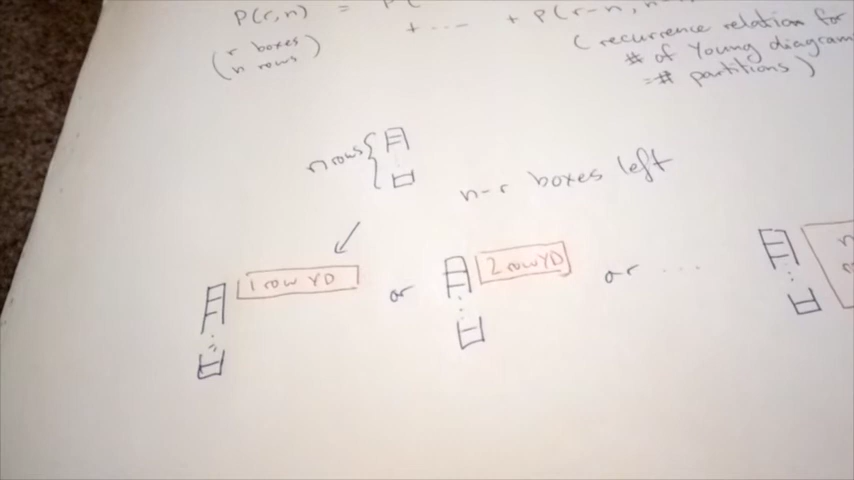 P(r,n) = P(
+ ... + P(r-n, n
( r boxes
n rows )
( recurrence relation for
# of Young diagram
=# partitions )
n rows {
n-r boxes left
1 row YD or 2 row YD or ...